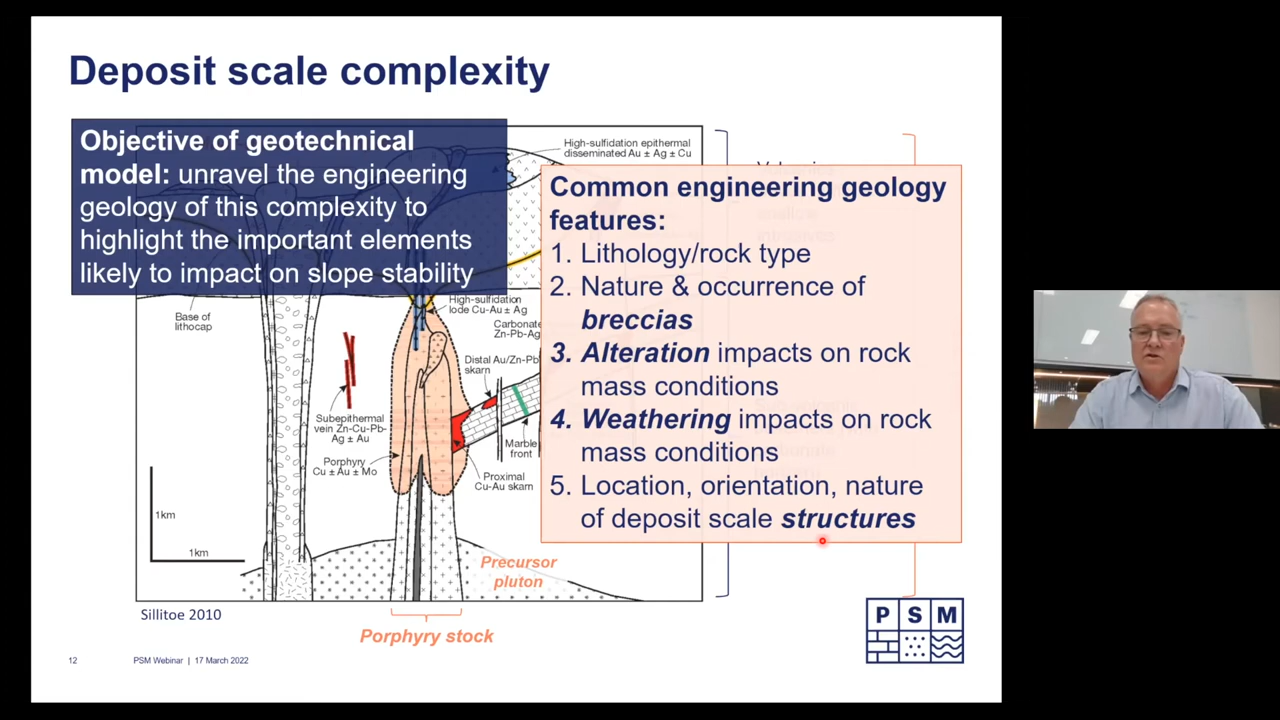 Deposit scale complexity
Objective of geotechnical
model: unravel the engineering
geology of this complexity to
highlight the important elements
likely to impact on slope stability
High-sulfidation epithermal
disseminated Au ± Ag ± Cu
Common engineering geology
features:
1. Lithology/rock type
2. Nature & occurrence of
breccias
3. Alteration impacts on rock
mass conditions
4. Weathering impacts on rock
mass conditions
5. Location, orientation, nature
of deposit scale structures
Base of
lithocap
High-sulfidation
lode Cu-Au ± Ag
Carbonate
Zn-Pb-Ag
Distal Au/Zn-Pb
skarn
Subepithermal
vein Zn-Cu-Pb-
Ag ± Au
Marble
front
Porphyry
Cu ± Au ± Mo
Proximal
Cu-Au skarn
1km
1km
Precursor
pluton
Sillitoe 2010
Porphyry stock
P S M
12
PSM Webinar | 17 March 2022